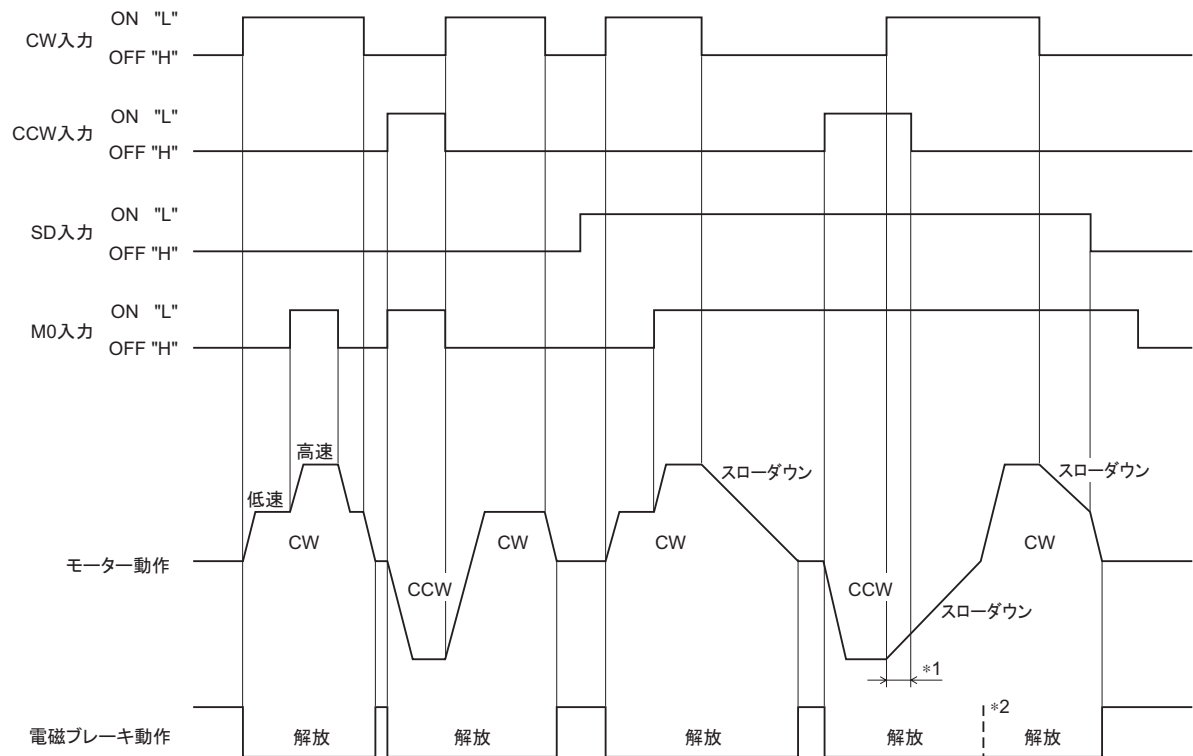 ON "L"
CW入力
OFF "H"
ON "L"
CCW入力
OFF "H"
ON "L"
SD入力
OFF "H"
ON "L"
M0入力
OFF "H"
高速
低速
スローダウン
スローダウン
CW
CW
CW
CW
モーター動作
CCW
CCW
スローダウン
*1
*2
電磁ブレーキ動作
解放
解放
解放
解放
解放